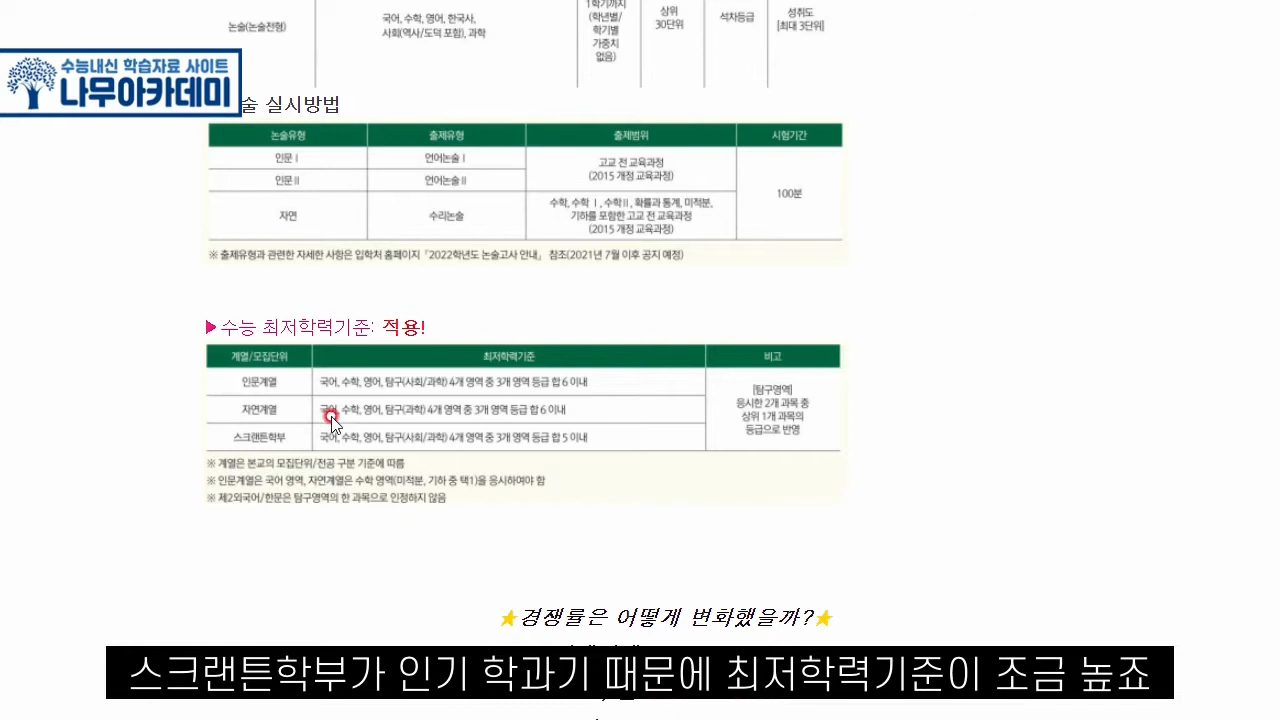 1학기까지
(학년별/
학기별
가중치
없음)
논술(논술전형)
국어, 수학, 영어, 한국사,
사회(역사/도덕 포함), 과학
상위
30단위
석차등급
성취도
[최대 3단위]
수능내신 학습자료 사이트
나무아카데미
술 실시방법
논술유형 출제유형 출제범위 시험기간
인문Ⅰ 언어논술Ⅰ
인문Ⅱ 언어논술Ⅱ
고교 전 교육과정
(2015 개정 교육과정)
자연 수리논술
수학, 수학Ⅰ, 수학Ⅱ, 확률과 통계, 미적분,
기하를 포함한 고교 전 교육과정
(2015 개정 교육과정)
100분
※ 출제유형과 관련한 자세한 사항은 입학처 홈페이지 「2022학년도 논술고사 안내」 참조(2021년 7월 이후 공지 예정)
▶수능 최저학력기준: 적용!
계열/모집단위 최저학력기준 비고
인문계열 국어, 수학, 영어, 탐구(사회/과학) 4개 영역 중 3개 영역 등급 합 6 이내
자연계열 국어, 수학, 영어, 탐구(과학) 4개 영역 중 3개 영역 등급 합 6 이내
스크랜튼학부 국어, 수학, 영어, 탐구(사회/과학) 4개 영역 중 3개 영역 등급 합 5 이내
[탐구영역]
응시한 2개 과목 중
상위 1개 과목의
등급으로 반영
※ 계열은 본교의 모집단위/전공 구분 기준에 따름
※ 인문계열은 국어 영역, 자연계열은 수학 영역(미적분, 기하 중 택1)을 응시하여야 함
※ 제2외국어/한문은 탐구영역의 한 과목으로 인정하지 않음
⭐경쟁률은 어떻게 변화했을까?⭐
스크랜튼학부가 인기 학과기 때문에 최저학력기준이 조금 높죠